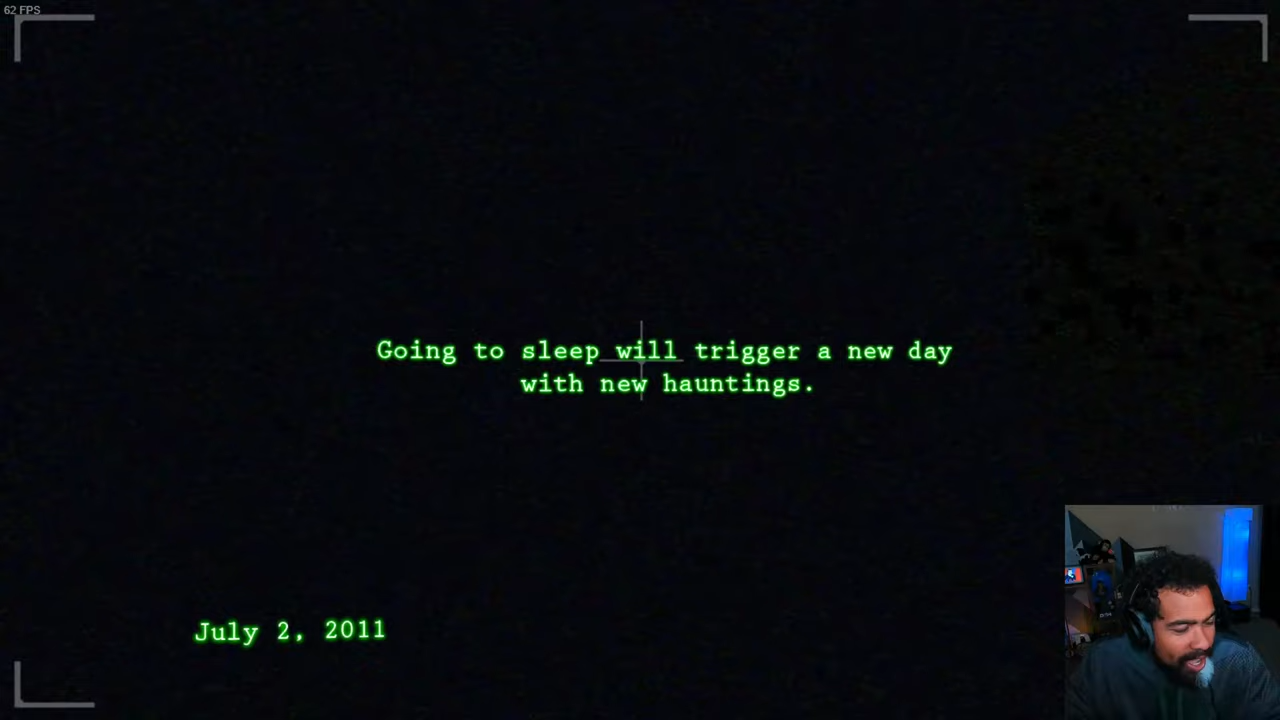 62 FPS
Going to sleep will trigger a new day
with new hauntings.
July 2, 2011